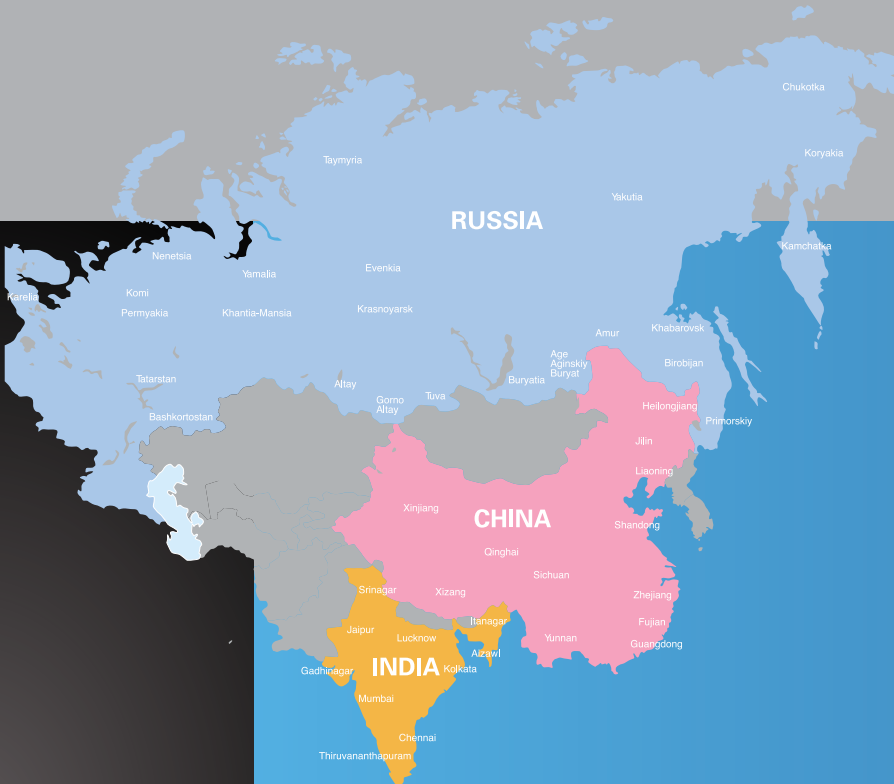 Chukotka
Koryakia
Taymyria
Yakutia
RUSSIA
Kamchatka
Nenetsia
Evenkia
Yamalia
Karelia
Komi
Permyakia
Khantia-Mansia
Krasnoyarsk
Khabarovsk
Amur
Age
Aginskiy
Buryat
Birobijan
Tatarstan
Altay
Buryatia
Tuva
Gorno
Altay
Bashkortostan
Heilongjiang
Primorskiy
Jilin
Liaoning
Xinjiang
CHINA
Shandong
Qinghai
Sichuan
Srinagar
Xizang
Zhejiang
Fujian
Itanagar
Jaipur
Lucknow
Yunnan
Guangdong
Aizawl
INDIA
Kolkata
Gadhinagar
Mumbai
Chennai
Thiruvananthapuram